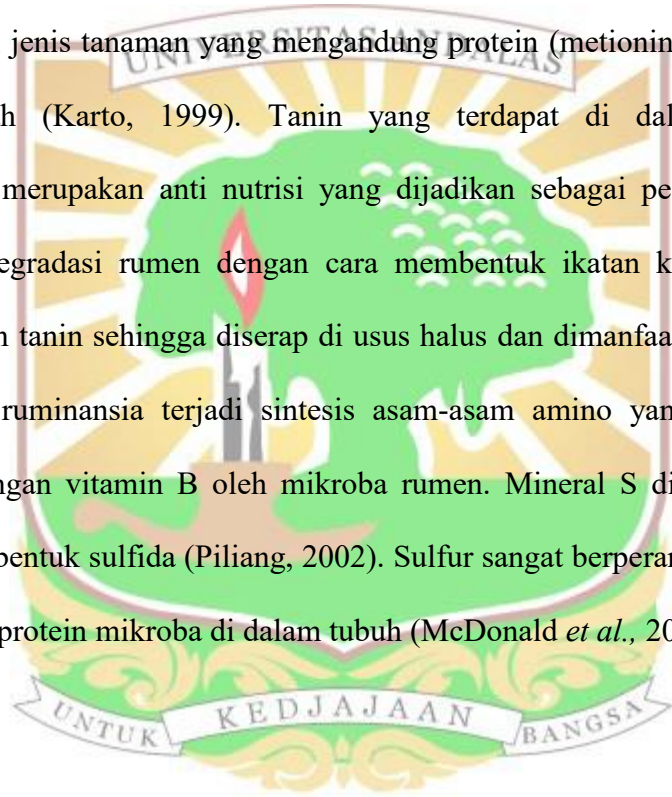 jenis tanaman yang mengandung protein (metionin
UNIVERSITAS ANDALAS
h (Karto, 1999). Tanin yang terdapat di dal
merupakan anti nutrisi yang dijadikan sebagai pe
egradasi rumen dengan cara membentuk ikatan k
n tanin sehingga diserap di usus halus dan dimanfaa
ruminansia terjadi sintesis asam-asam amino yan
ngan vitamin B oleh mikroba rumen. Mineral S di
bentuk sulfida (Piliang, 2002). Sulfur sangat berperan
protein mikroba di dalam tubuh (McDonald et al., 20
UNTUK KEDJAJAAN BANGSA